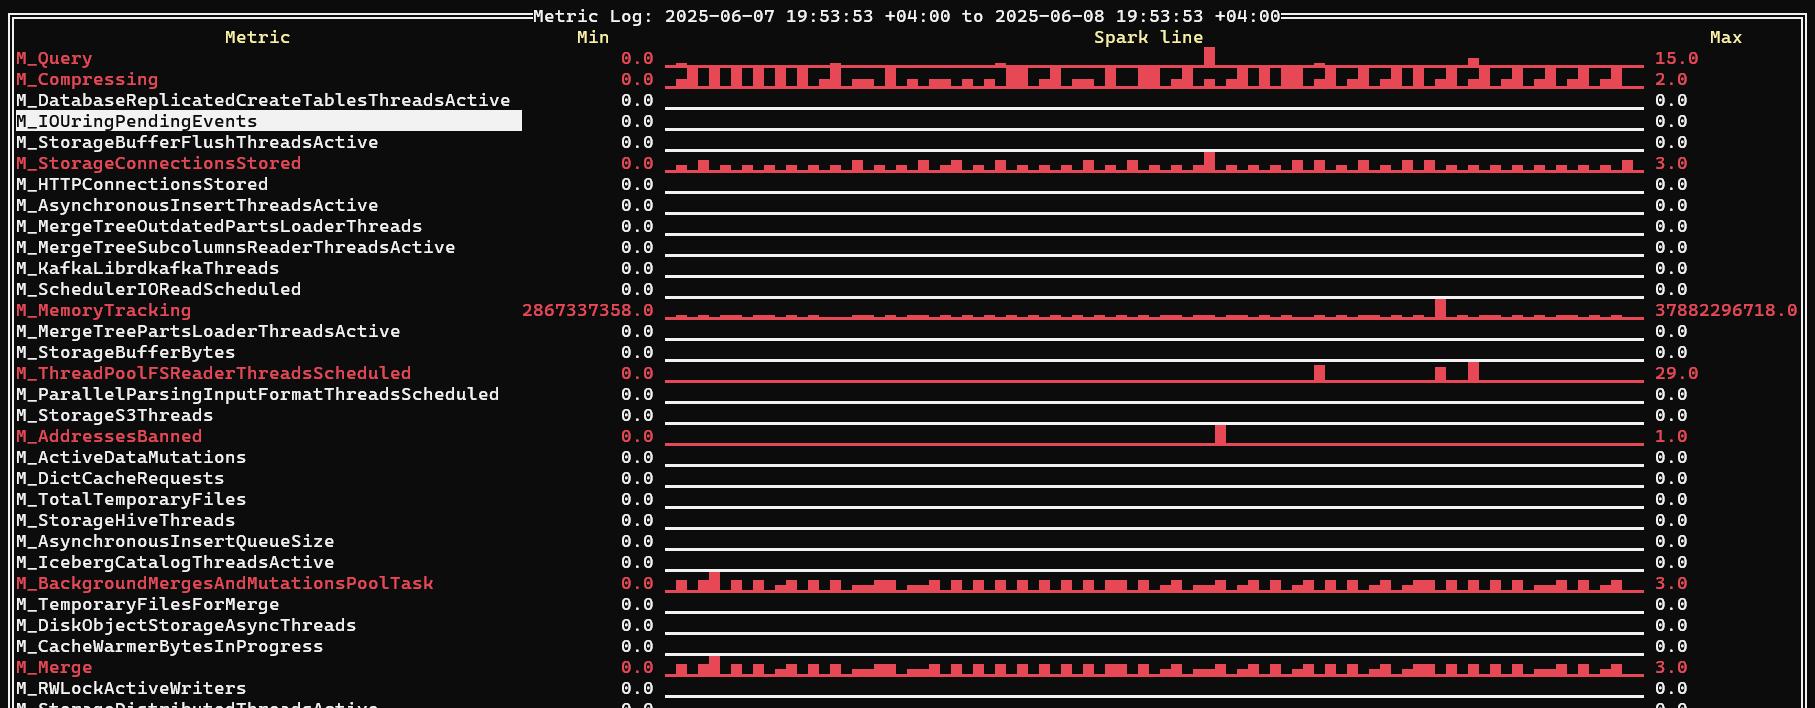 Metric Log: 2025-06-07 19:53:53 +04:00 to 2025-06-08 19:53:53 +04:00
Metric Min Spark line Max
M_Query 0.0 15.0
M_Compressing 0.0 2.0
M_DatabaseReplicatedCreateTablesThreadsActive 0.0 0.0
M_IOUringPendingEvents 0.0 0.0
M_StorageBufferFlushThreadsActive 0.0 0.0
M_StorageConnectionsStored 0.0 3.0
M_HTTPConnectionsStored 0.0 0.0
M_AsynchronousInsertThreadsActive 0.0 0.0
M_MergeTreeOutdatedPartsLoaderThreads 0.0 0.0
M_MergeTreeSubcolumnsReaderThreadsActive 0.0 0.0
M_KafkaLibrdkafkaThreads 0.0 0.0
M_SchedulerIOReadScheduled 0.0 0.0
M_MemoryTracking 2867337358.0 37882296718.0
M_MergeTreePartsLoaderThreadsActive 0.0 0.0
M_StorageBufferBytes 0.0 0.0
M_ThreadPoolFSReaderThreadsScheduled 0.0 29.0
M_ParallelParsingInputFormatThreadsScheduled 0.0 0.0
M_StorageS3Threads 0.0 0.0
M_AddressesBanned 0.0 1.0
M_ActiveDataMutations 0.0 0.0
M_DictCacheRequests 0.0 0.0
M_TotalTemporaryFiles 0.0 0.0
M_StorageHiveThreads 0.0 0.0
M_AsynchronousInsertQueueSize 0.0 0.0
M_IcebergCatalogThreadsActive 0.0 0.0
M_BackgroundMergesAndMutationsPoolTask 0.0 3.0
M_TemporaryFilesForMerge 0.0 0.0
M_DiskObjectStorageAsyncThreads 0.0 0.0
M_CacheWarmerBytesInProgress 0.0 0.0
M_Merge 0.0 3.0
M_RWLockActiveWriters 0.0 0.0
M_StorageDistributedThreadsActive 0.0 0.0